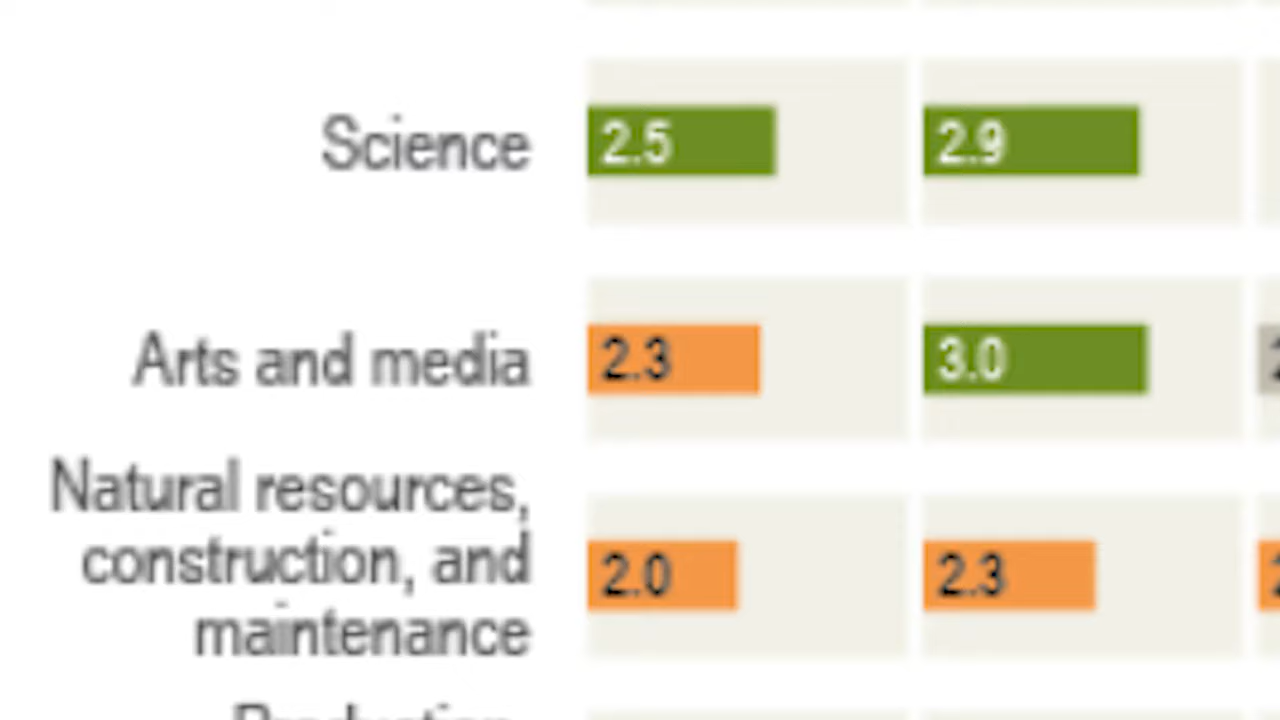 Science 2.5 2.9
Arts and media 2.3 3.0
Natural resources,
construction, and 2.0 2.3
maintenance